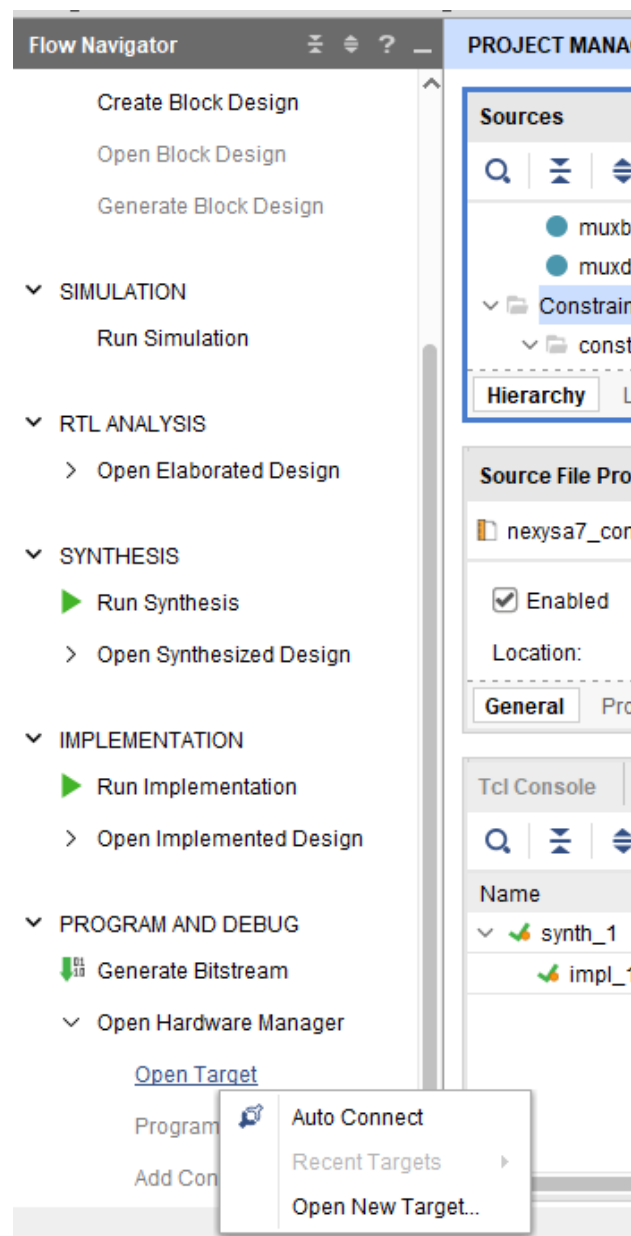 Flow Navigator
?
Create Block Design
Open Block Design
Generate Block Design
SIMULATION
Run Simulation
RTL ANALYSIS
Open Elaborated Design
SYNTHESIS
Run Synthesis
Open Synthesized Design
IMPLEMENTATION
Run Implementation
Open Implemented Design
PROGRAM AND DEBUG
Generate Bitstream
Open Hardware Manager
Open Target
Program
Add Con
Auto Connect
Recent Targets
Open New Target...
PROJECT MANA
Sources
muxb
muxd
Constrain
const
Hierarchy L
Source File Pro
nexysa7_con
Enabled
Location:
General Pro
Tcl Console
Name
synth_1
impl_1